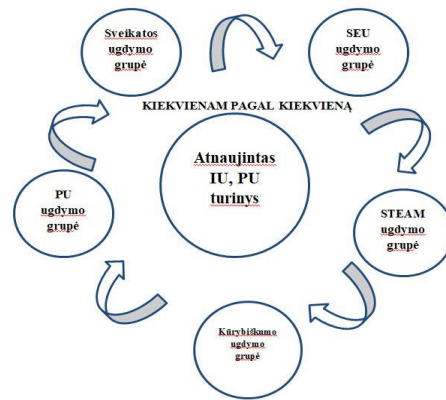 Sveikatos
ugdymo
grupė
SEU
ugdymo
grupė
KIEKVIENAM PAGAL KIEKVIENĄ
Atnaujintas
IU, PU
turinys
PU
ugdymo
grupė
STEAM
ugdymo
grupė
Kūrybiškumo
ugdymo
grupė